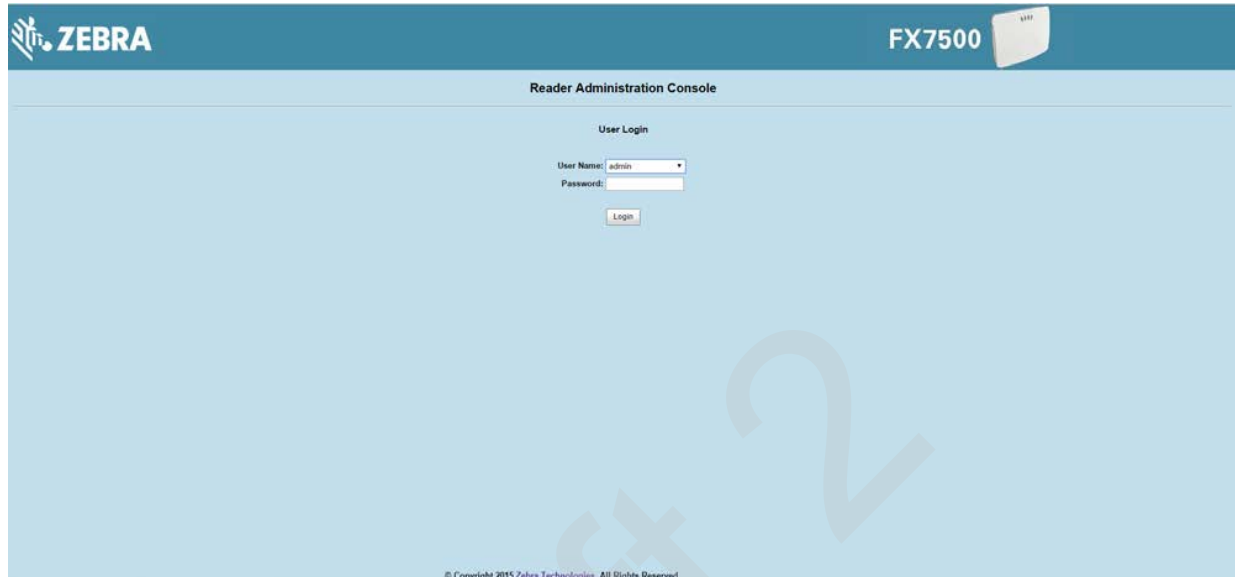 ZEBRA
FX7500
Reader Administration Console
User Login
User Name: admin
Password:
Login
© Copyright 2015 Zebra Technologies. All Rights Reserved.